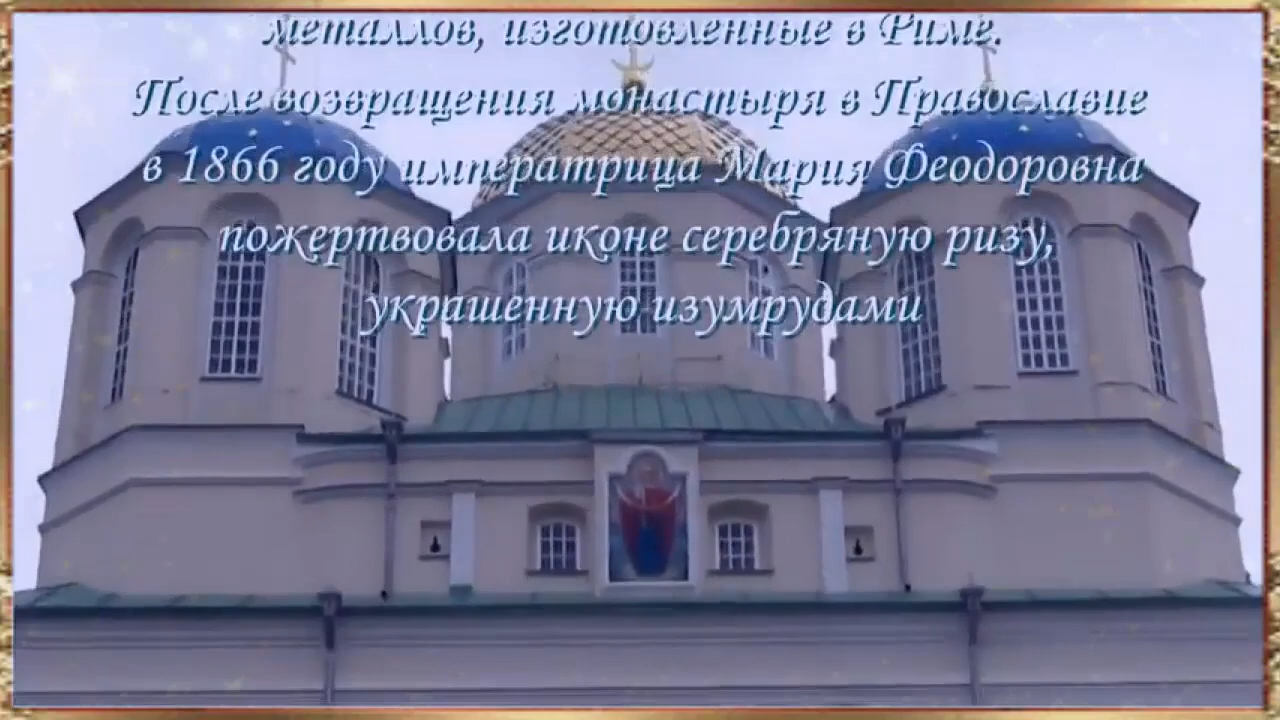 металлов, изготовленные в Риме.
После возвращения монастыря в Православие
в 1866 году императрица Мария Феодоровна
пожертвовала иконе серебряную ризу,
украшенную изумрудами